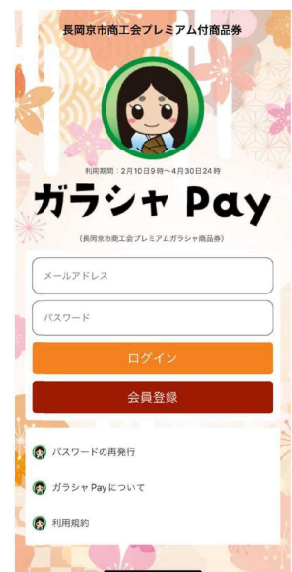 長岡京市商工会プレミアム付商品券
利用期間：2月10日9時～4月30日24時
ガラシャ Pay
(長岡京市商工会プレミアムガラシャ商品券)
メールアドレス
パスワード
ログイン
会員登録
パスワードの再発行
ガラシャ Payについて
利用規約